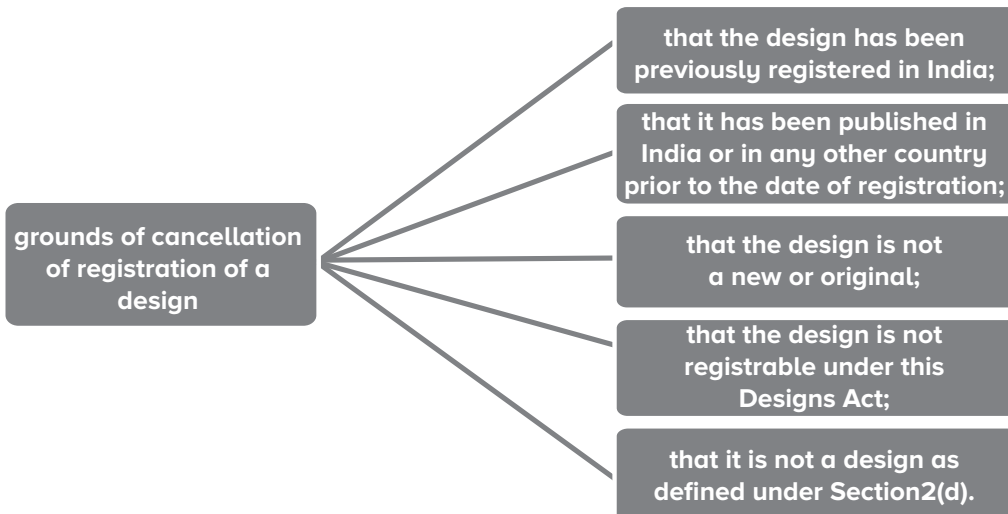 grounds of cancellation
of registration of a
design
that the design has been
previously registered in India;
that it has been published in
India or in any other country
prior to the date of registration;
that the design is not
a new or original;
that the design is not
registrable under this
Designs Act;
that it is not a design as
defined under Section2(d).